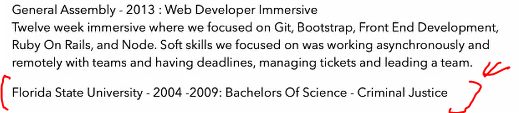 General Assembly - 2013 : Web Developer Immersive
Twelve week immersive where we focused on Git, Bootstrap, Front End Development,
Ruby On Rails, and Node. Soft skills we focused on was working asynchronously and
remotely with teams and having deadlines, managing tickets and leading a team.
Florida State University - 2004 -2009: Bachelors Of Science - Criminal Justice